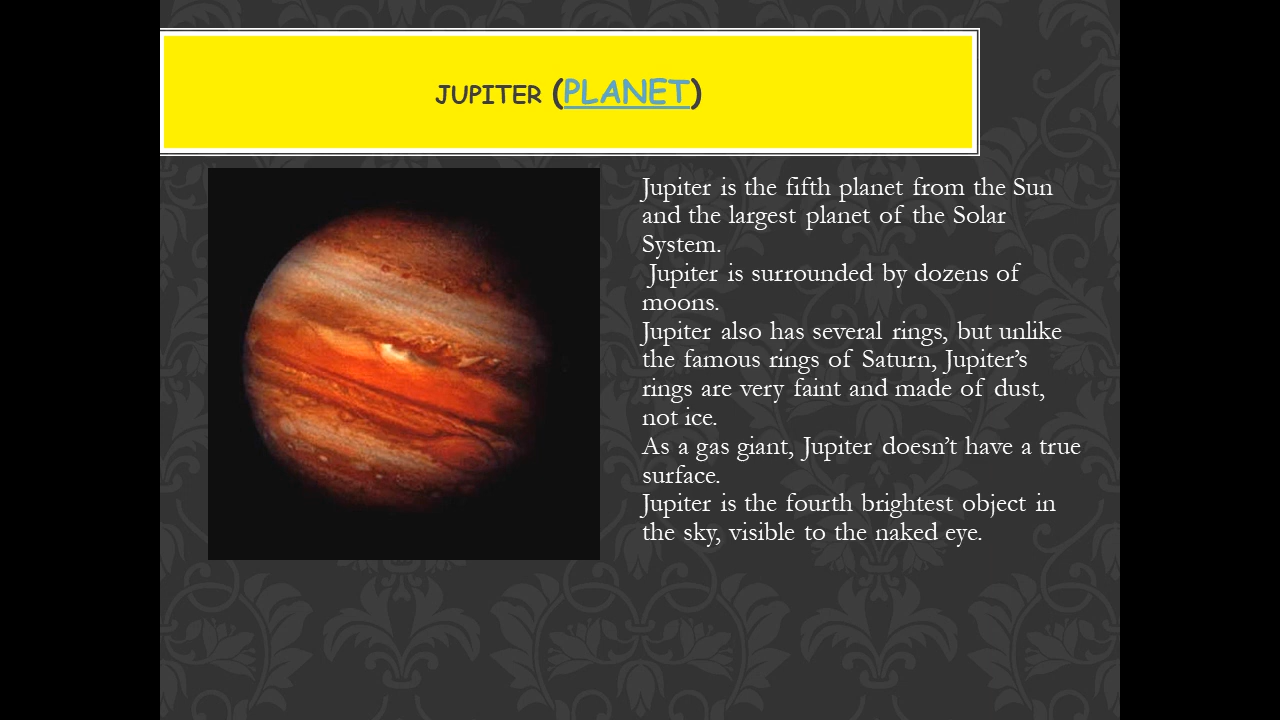 JUPITER (PLANET)
Jupiter is the fifth planet from the Sun
and the largest planet of the Solar
System.
Jupiter is surrounded by dozens of
moons.
Jupiter also has several rings, but unlike
the famous rings of Saturn, Jupiter’s
rings are very faint and made of dust,
not ice.
As a gas giant, Jupiter doesn’t have a true
surface.
Jupiter is the fourth brightest object in
the sky, visible to the naked eye.